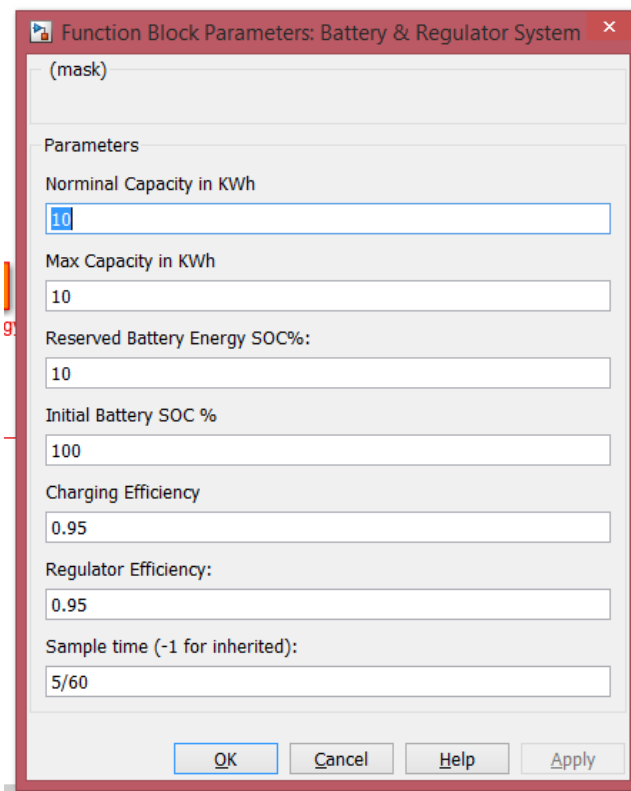 Function Block Parameters: Battery & Regulator System
(mask)
Parameters
Norminal Capacity in KWh
10
Max Capacity in KWh
10
Reserved Battery Energy SOC%:
10
Initial Battery SOC %
100
Charging Efficiency
0.95
Regulator Efficiency:
0.95
Sample time (-1 for inherited):
5/60
OK Cancel Help Apply